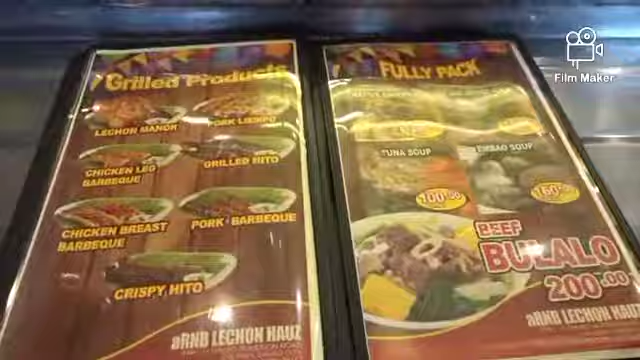 Grilled Products
LECHON MANOK
PORK LIEMPO
CHICKEN LEG
BARBEQUE
GRILLED HITO
CHICKEN BREAST
BARBEQUE
PORK BARBEQUE
CRISPY HITO
aRNB LECHON HAUZ
FULLY PACK
TUNA SOUP
100.00
160.00
BEEF
BULALO
200.00
aRNB LECHON HAUZ
Film Maker